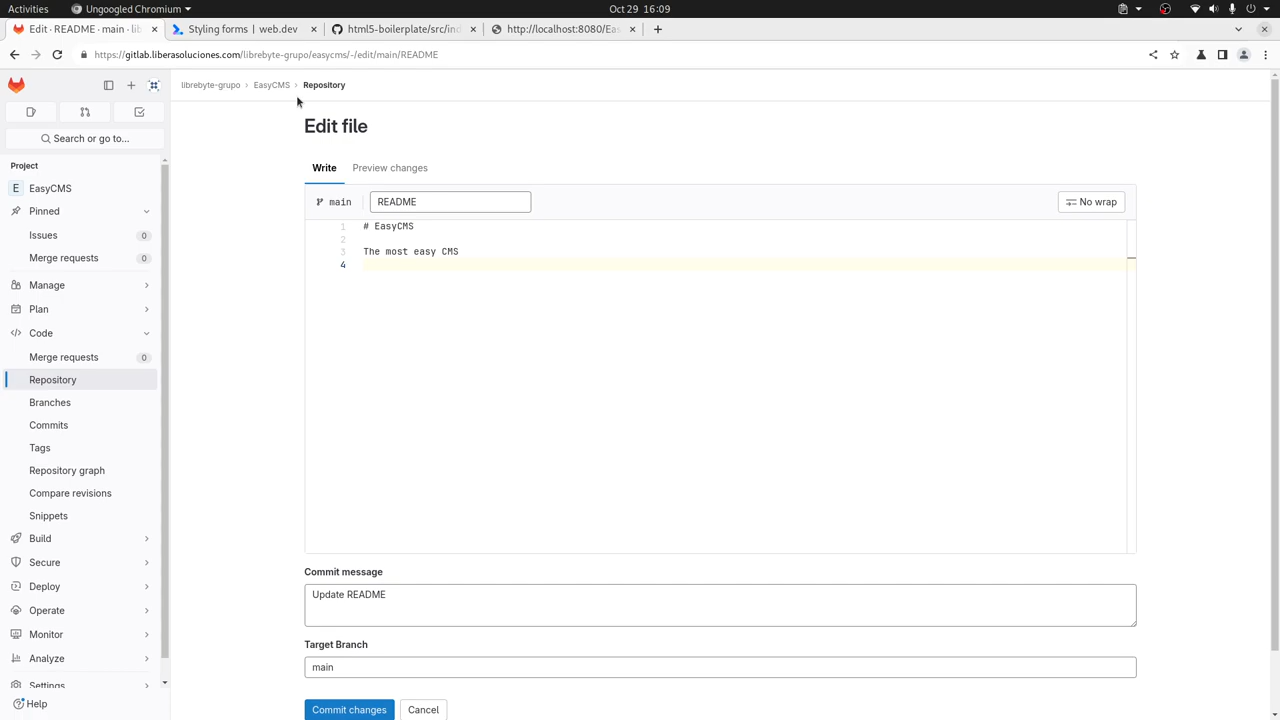 Activities
Ungoogled Chromium
Oct 29 16:09
Edit · README · main · lib
Styling forms | web.dev
html5-boilerplate/src/ind
http://localhost:8080/Eas
https://gitlab.liberasoluciones.com/librebyte-grupo/easycms/-/edit/main/README
librebyte-grupo › EasyCMS › Repository
Search or go to...
Project
E EasyCMS
Pinned
Issues 0
Merge requests 0
Manage
Plan
Code
Merge requests 0
Repository
Branches
Commits
Tags
Repository graph
Compare revisions
Snippets
Build
Secure
Deploy
Operate
Monitor
Analyze
Settings
Help
Edit file
Write
Preview changes
main
README
No wrap
1 # EasyCMS
2
3 The most easy CMS
4
Commit message
Update README
Target Branch
main
Commit changes
Cancel